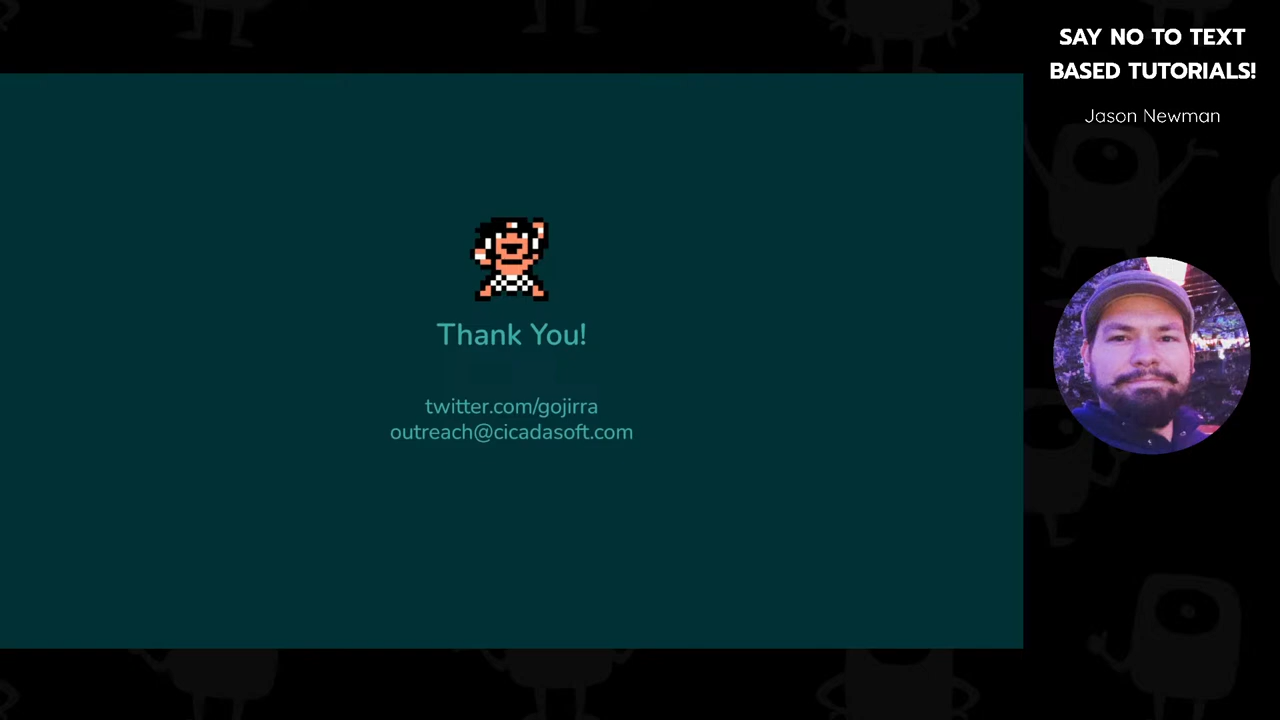 SAY NO TO TEXT
BASED TUTORIALS!
Jason Newman
Thank You!
twitter.com/gojirra
outreach@cicadasoft.com